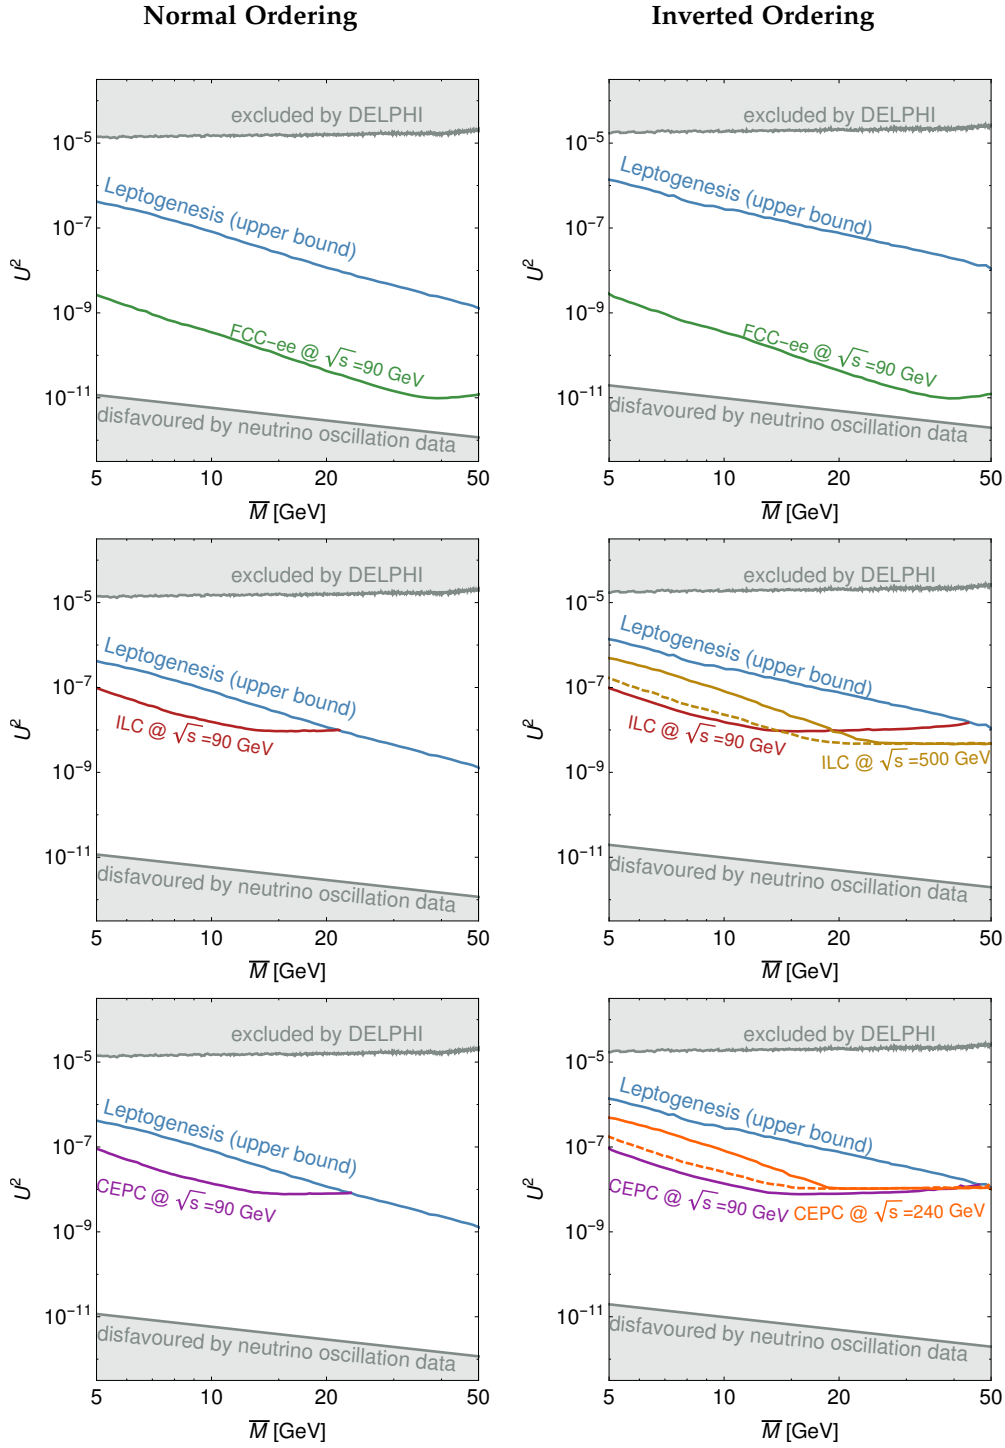 Normal Ordering
Inverted Ordering
excluded by DELPHI
10⁻⁵
Leptogenesis (upper bound)
10⁻⁷
U²
10⁻⁹
FCC-ee @ √s =90 GeV
10⁻¹¹
disfavoured by neutrino oscillation data
5 10 20 50
M̅ [GeV]
excluded by DELPHI
10⁻⁵
Leptogenesis (upper bound)
10⁻⁷
U²
10⁻⁹
FCC-ee @ √s =90 GeV
10⁻¹¹
disfavoured by neutrino oscillation data
5 10 20 50
M̅ [GeV]
excluded by DELPHI
10⁻⁵
Leptogenesis (upper bound)
10⁻⁷
ILC @ √s =90 GeV
U²
10⁻⁹
10⁻¹¹
disfavoured by neutrino oscillation data
5 10 20 50
M̅ [GeV]
excluded by DELPHI
10⁻⁵
Leptogenesis (upper bound)
10⁻⁷
ILC @ √s =90 GeV
U²
ILC @ √s =500 GeV
10⁻⁹
10⁻¹¹
disfavoured by neutrino oscillation data
5 10 20 50
M̅ [GeV]
excluded by DELPHI
10⁻⁵
Leptogenesis (upper bound)
10⁻⁷
CEPC @ √s =90 GeV
U²
10⁻⁹
10⁻¹¹
disfavoured by neutrino oscillation data
5 10 20 50
M̅ [GeV]
excluded by DELPHI
10⁻⁵
Leptogenesis (upper bound)
10⁻⁷
CEPC @ √s =90 GeV
U²
CEPC @ √s =240 GeV
10⁻⁹
10⁻¹¹
disfavoured by neutrino oscillation data
5 10 20 50
M̅ [GeV]